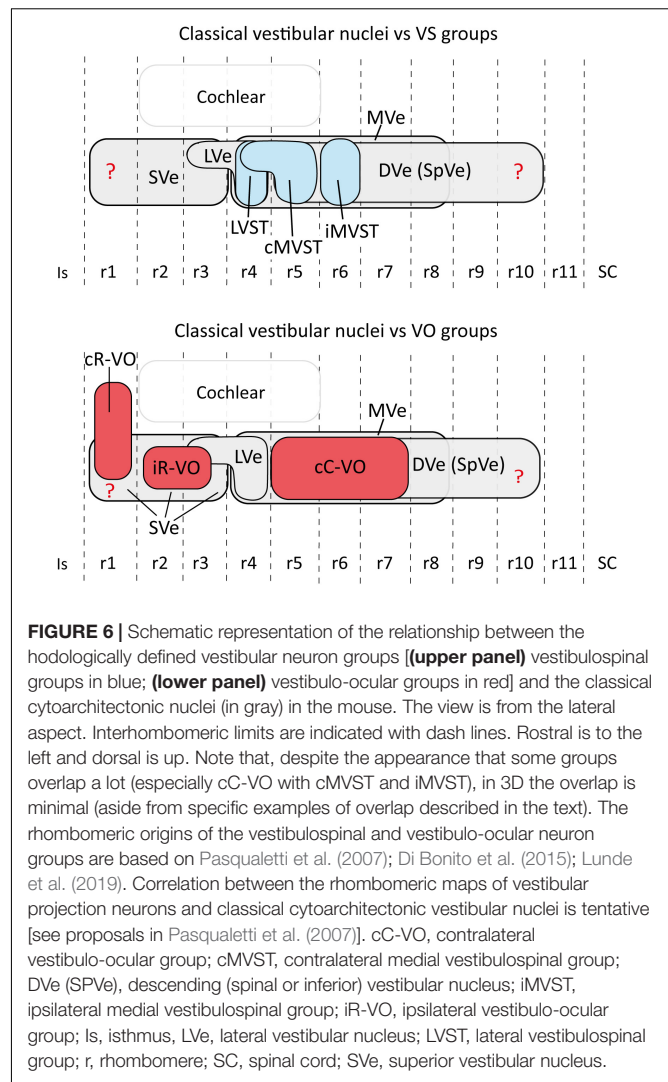 Classical vestibular nuclei vs VS groups
Cochlear
MVe
LVe
? SVe DVe (SpVe) ?
LVST
cMVST
iMVST
Is r1 r2 r3 r4 r5 r6 r7 r8 r9 r10 r11 SC
Classical vestibular nuclei vs VO groups
cR-VO
Cochlear
MVe
iR-VO LVe cC-VO DVe (SpVe) ?
?
SVe
Is r1 r2 r3 r4 r5 r6 r7 r8 r9 r10 r11 SC
FIGURE 6 | Schematic representation of the relationship between the
hodologically defined vestibular neuron groups [(upper panel) vestibulospinal
groups in blue; (lower panel) vestibulo-ocular groups in red] and the classical
cytoarchitectonic nuclei (in gray) in the mouse. The view is from the lateral
aspect. Interrhombomeric limits are indicated with dash lines. Rostral is to the
left and dorsal is up. Note that, despite the appearance that some groups
overlap a lot (especially cC-VO with cMVST and iMVST), in 3D the overlap is
minimal (aside from specific examples of overlap described in the text). The
rhombomeric origins of the vestibulospinal and vestibulo-ocular neuron
groups are based on Pasqualetti et al. (2007); Di Bonito et al. (2015); Lunde
et al. (2019). Correlation between the rhombomeric maps of vestibular
projection neurons and classical cytoarchitectonic vestibular nuclei is tentative
[see proposals in Pasqualetti et al. (2007)]. cC-VO, contralateral
vestibulo-ocular group; cMVST, contralateral medial vestibulospinal group;
DVe (SPVe), descending (spinal or inferior) vestibular nucleus; iMVST,
ipsilateral medial vestibulospinal group; iR-VO, ipsilateral vestibulo-ocular
group; Is, isthmus, LVe, lateral vestibular nucleus; LVST, lateral vestibulospinal
group; r, rhombomere; SC, spinal cord; SVe, superior vestibular nucleus.